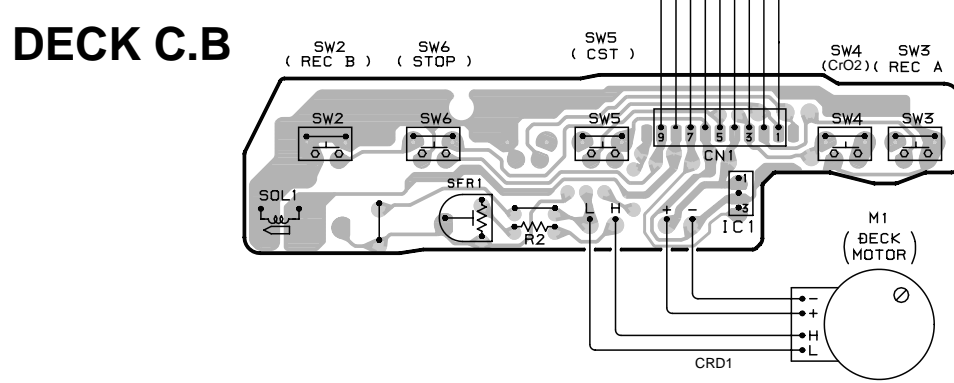 DECK C.B
SW2
( REC B )
SW6
( STOP )
SW5
( CST )
SW4
(CrO2)
SW3
( REC A
SW2
SW6
SW5
9 7 5 3 1
CN1
SW4
SW3
SOL1
SFR1
R2
L H + -
1
3
IC1
M1
( DECK
MOTOR )
-
+
H
L
CRD1